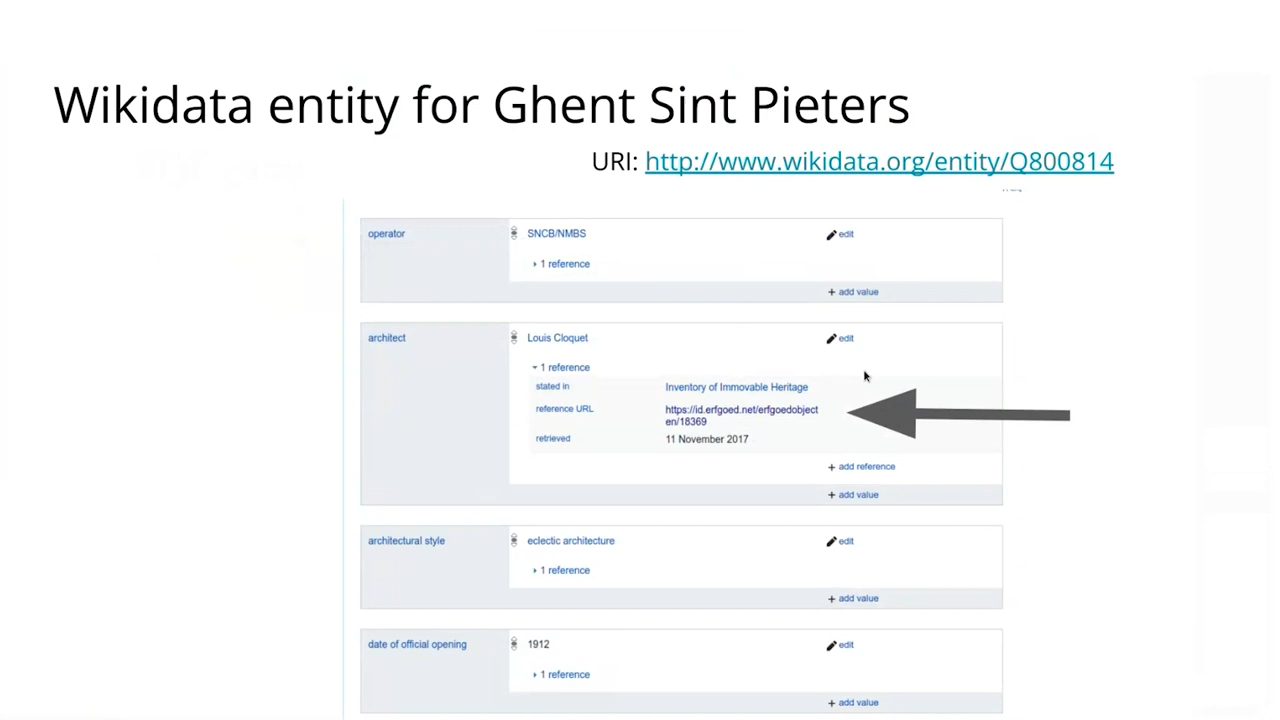 Wikidata entity for Ghent Sint Pieters
URI: http://www.wikidata.org/entity/Q800814
operator
SNCB/NMBS
edit
1 reference
+ add value
architect
Louis Cloquet
edit
1 reference
stated in
Inventory of Immovable Heritage
reference URL
https://id.erfgoed.net/erfgoedobject
en/18369
retrieved
11 November 2017
+ add reference
+ add value
architectural style
eclectic architecture
edit
1 reference
+ add value
date of official opening
1912
edit
1 reference
+ add value